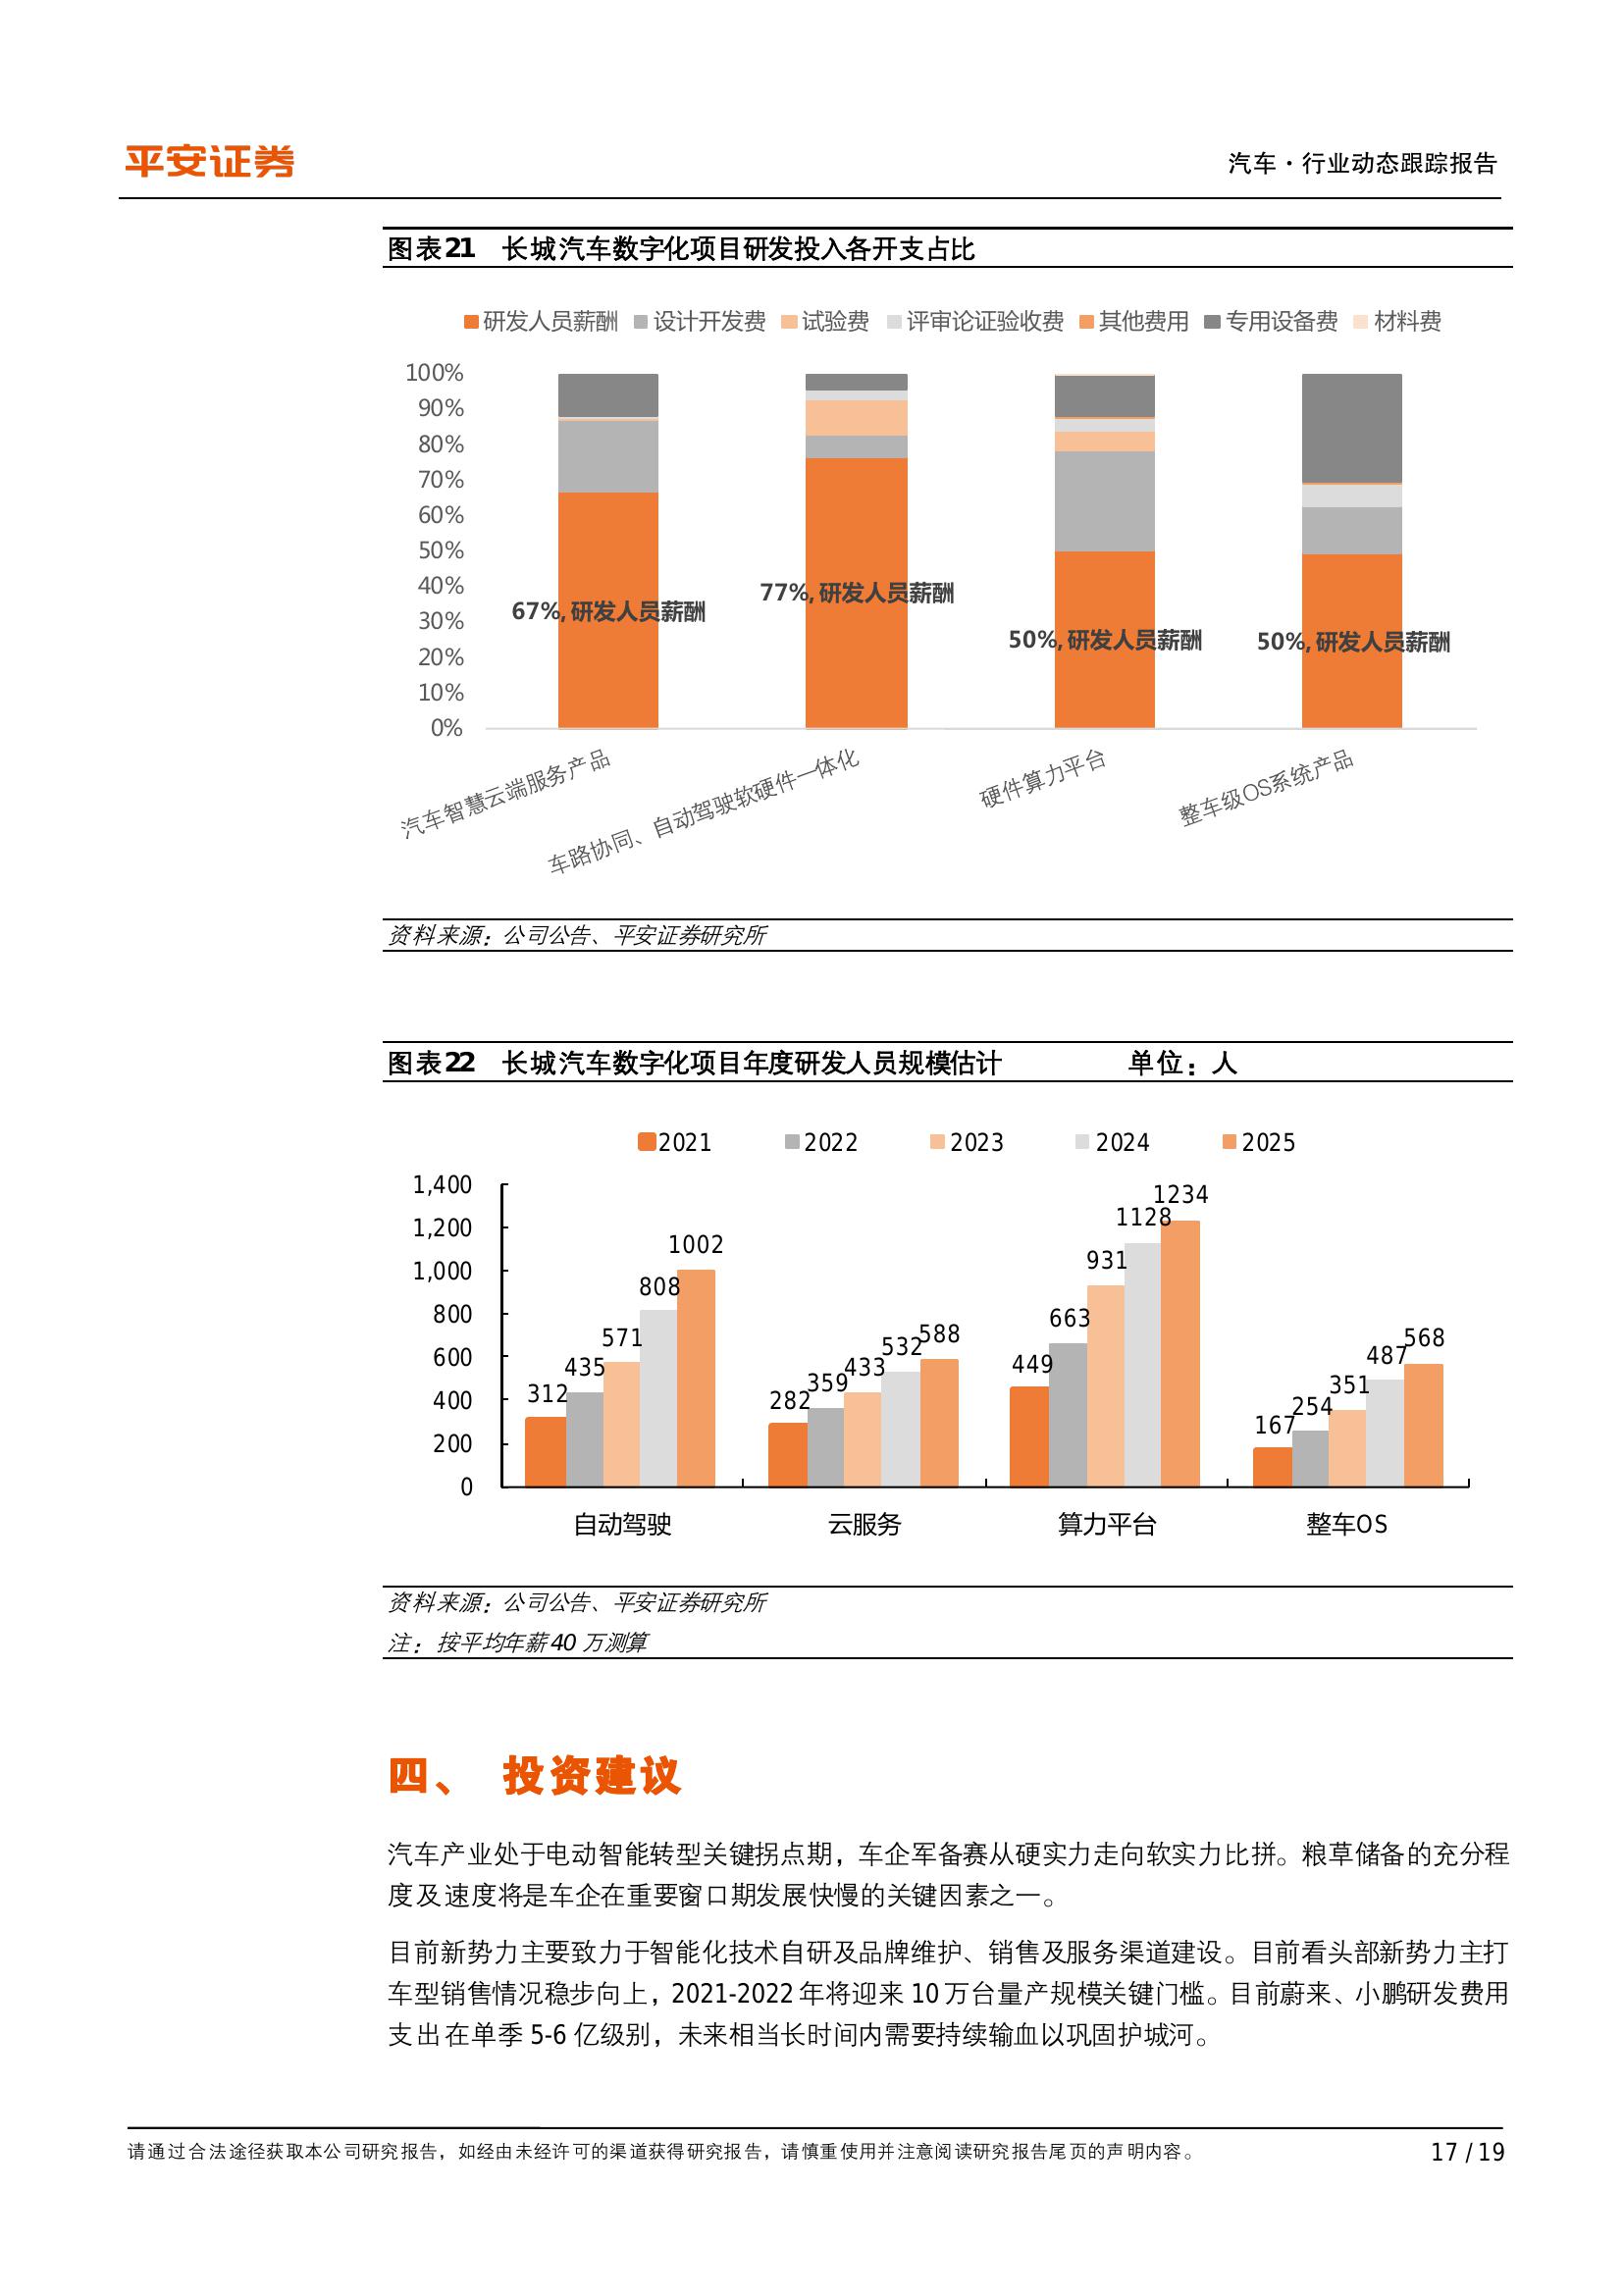 平安证券
汽车·行业动态跟踪报告
图表21 长城汽车数字化项目研发投入各开支占比
研发人员薪酬 设计开发费 试验费 评审论证验收费 其他费用 专用设备费 材料费
100%
90%
80%
70%
60%
50%
40%
30%
20%
10%
0%
67%, 研发人员薪酬
77%, 研发人员薪酬
50%, 研发人员薪酬
50%, 研发人员薪酬
汽车智慧云端服务产品
车路协同、自动驾驶软硬件一体化
硬件算力平台
整车级OS系统产品
资料来源：公司公告、平安证券研究所
图表22 长城汽车数字化项目年度研发人员规模估计 单位：人
2021 2022 2023 2024 2025
1,400
1,200
1,000
800
600
400
200
0
312 435 571 808 1002
282 359 433 532 588
449 663 931 1128 1234
167 254 351 487 568
自动驾驶 云服务 算力平台 整车OS
资料来源：公司公告、平安证券研究所
注：按平均年薪40 万测算
四、 投资建议
汽车产业处于电动智能转型关键拐点期，车企军备赛从硬实力走向软实力比拼。粮草储备的充分程
度及速度将是车企在重要窗口期发展快慢的关键因素之一。
目前新势力主要致力于智能化技术自研及品牌维护、销售及服务渠道建设。目前看头部新势力主打
车型销售情况稳步向上，2021-2022 年将迎来 10 万台量产规模关键门槛。目前蔚来、小鹏研发费用
支出在单季 5-6 亿级别，未来相当长时间内需要持续输血以巩固护城河。
请通过合法途径获取本公司研究报告，如经由未经许可的渠道获得研究报告，请慎重使用并注意阅读研究报告尾页的声明内容。
17 / 19